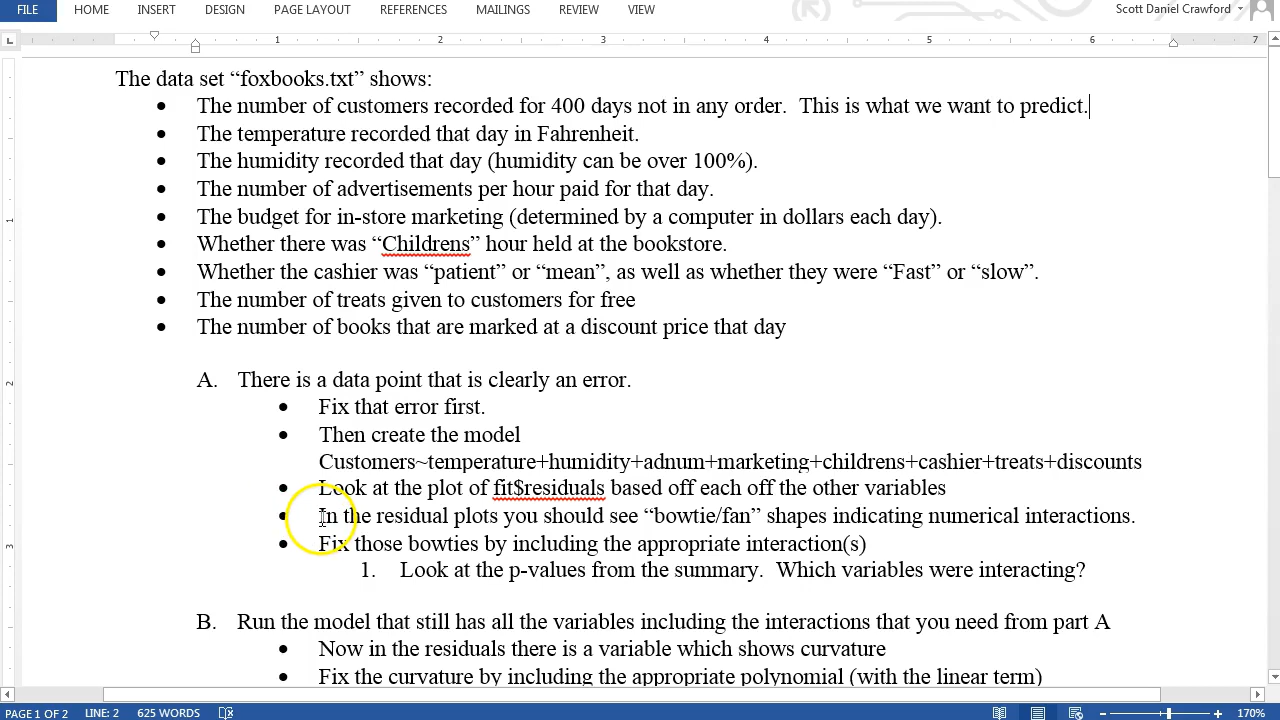 FILE HOME INSERT DESIGN PAGE LAYOUT REFERENCES MAILINGS REVIEW VIEW Scott Daniel Crawford
1 2 3 4 5 6 7
The data set “foxbooks.txt” shows:
• The number of customers recorded for 400 days not in any order. This is what we want to predict.
• The temperature recorded that day in Fahrenheit.
• The humidity recorded that day (humidity can be over 100%).
• The number of advertisements per hour paid for that day.
1
• The budget for in-store marketing (determined by a computer in dollars each day).
• Whether there was “Childrens” hour held at the bookstore.
• Whether the cashier was “patient” or “mean”, as well as whether they were “Fast” or “slow”.
• The number of treats given to customers for free
• The number of books that are marked at a discount price that day
2
A. There is a data point that is clearly an error.
• Fix that error first.
• Then create the model
Customers~temperature+humidity+adnum+marketing+childrens+cashier+treats+discounts
• Look at the plot of fit$residuals based off each off the other variables
• In the residual plots you should see “bowtie/fan” shapes indicating numerical interactions.
3
• Fix those bowties by including the appropriate interaction(s)
1. Look at the p-values from the summary. Which variables were interacting?
B. Run the model that still has all the variables including the interactions that you need from part A
• Now in the residuals there is a variable which shows curvature
• Fix the curvature by including the appropriate polynomial (with the linear term)
PAGE 1 OF 2 LINE: 2 625 WORDS 170%